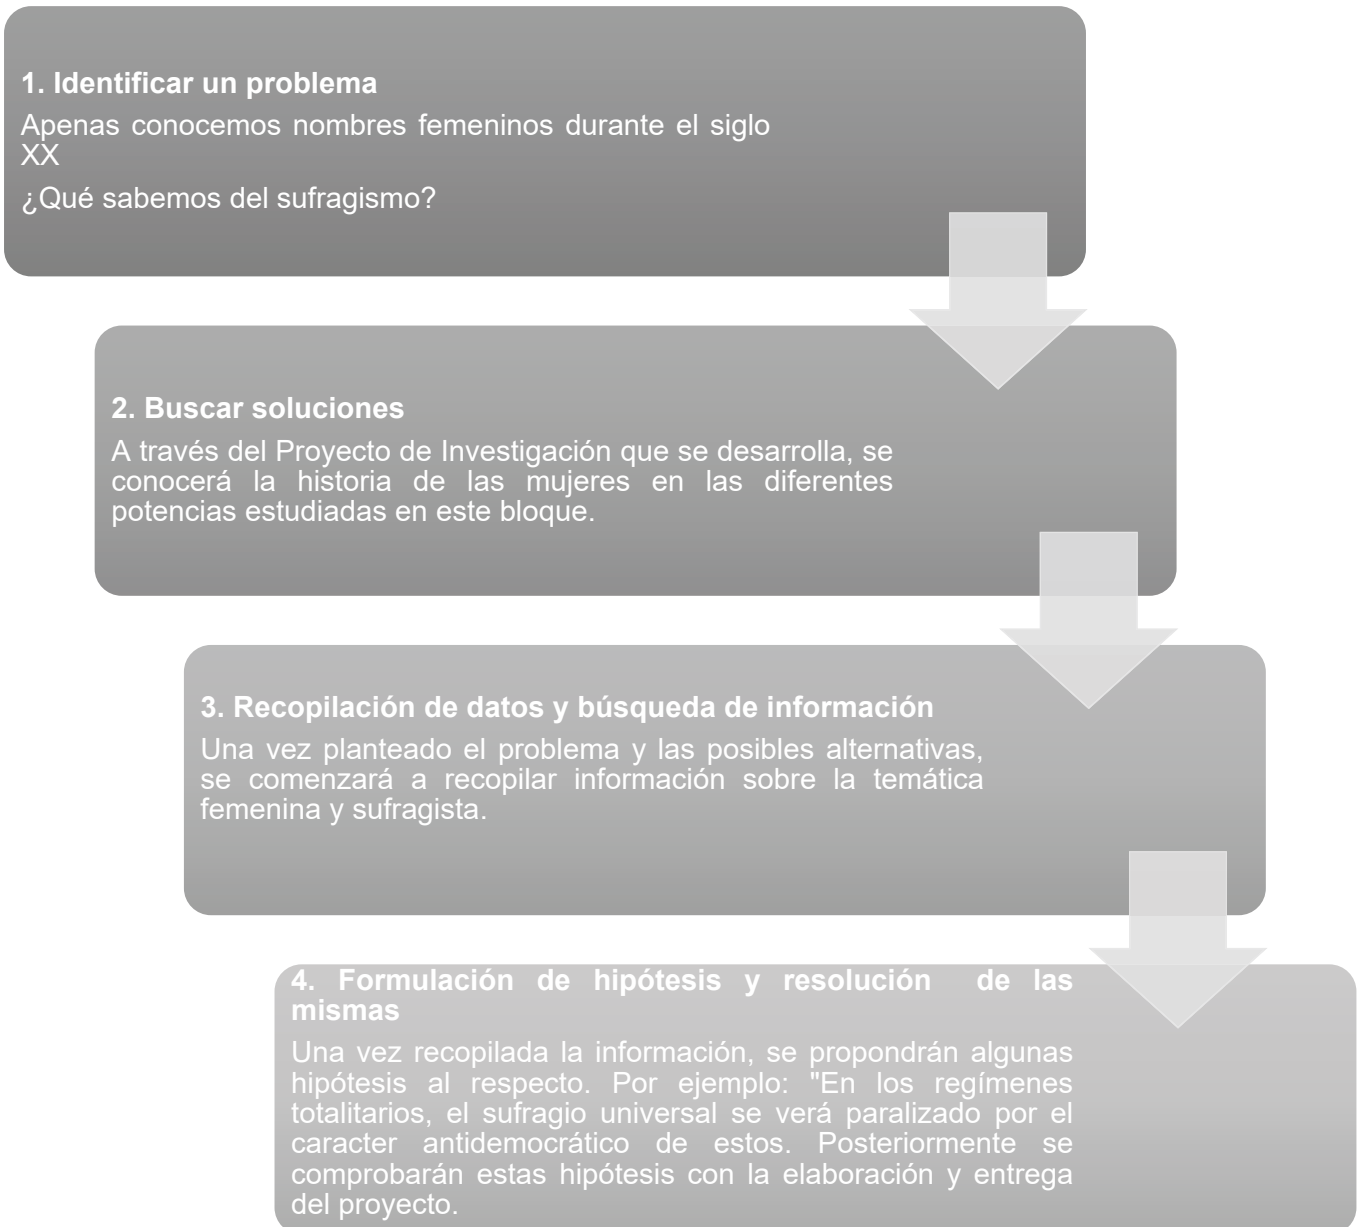 1. Identificar un problema
Apenas conocemos nombres femeninos durante el siglo
XX
¿Qué sabemos del sufragismo?
2. Buscar soluciones
A través del Proyecto de Investigación que se desarrolla, se
conocerá la historia de las mujeres en las diferentes
potencias estudiadas en este bloque.
3. Recopilación de datos y búsqueda de información
Una vez planteado el problema y las posibles alternativas,
se comenzará a recopilar información sobre la temática
femenina y sufragista.
4. Formulación de hipótesis y resolución de las
mismas
Una vez recopilada la información, se propondrán algunas
hipótesis al respecto. Por ejemplo: "En los regímenes
totalitarios, el sufragio universal se verá paralizado por el
caracter antidemocrático de estos. Posteriormente se
comprobarán estas hipótesis con la elaboración y entrega
del proyecto.